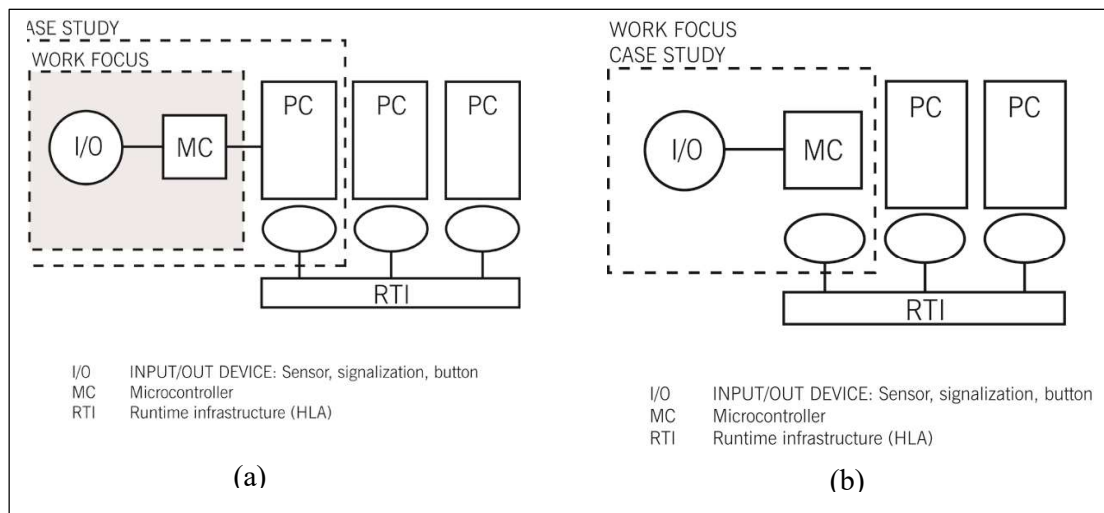 ASE STUDY
WORK FOCUS
I/O
MC
PC
PC
PC
RTI
I/O INPUT/OUT DEVICE: Sensor, signalization, button
MC Microcontroller
RTI Runtime infrastructure (HLA)
(a)
WORK FOCUS
CASE STUDY
I/O
MC
PC
PC
RTI
I/O INPUT/OUT DEVICE: Sensor, signalization, button
MC Microcontroller
RTI Runtime infrastructure (HLA)
(b)